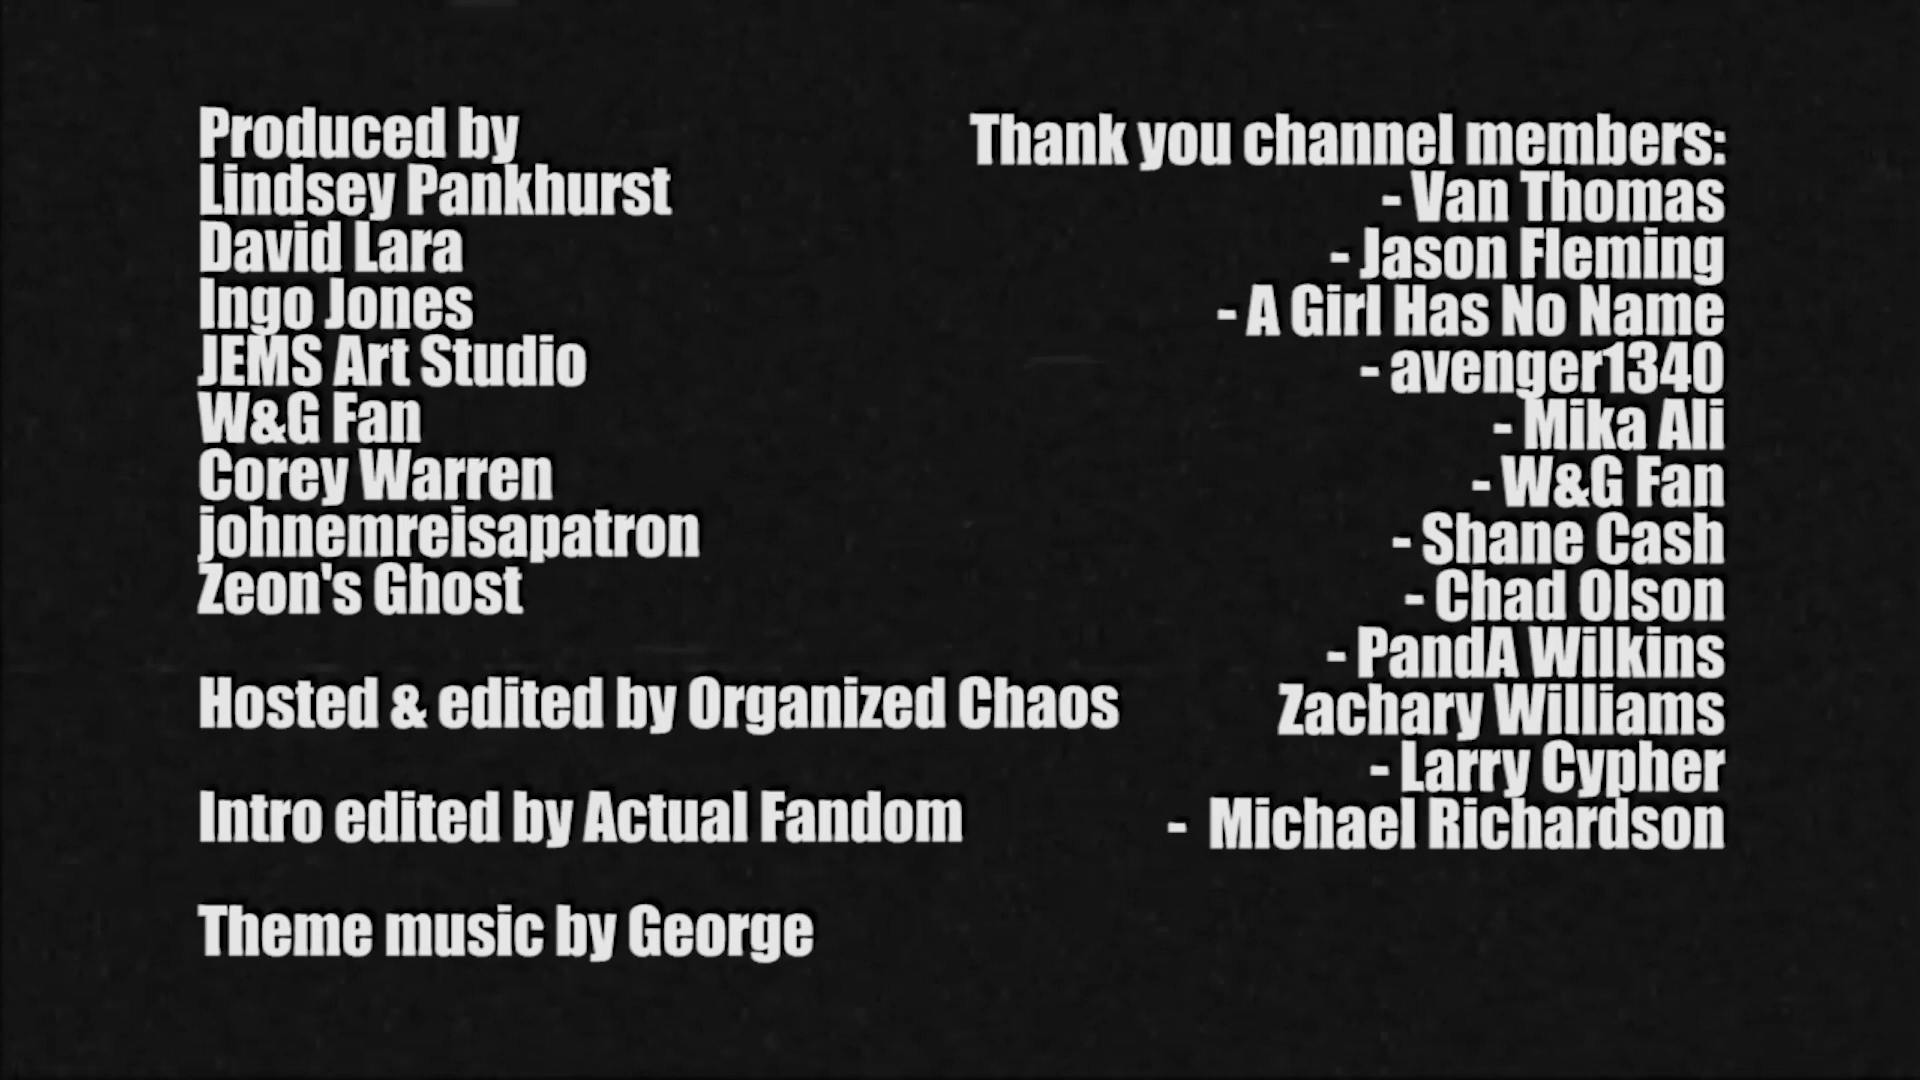 Produced by
Lindsey Pankhurst
David Lara
Ingo Jones
JEMS Art Studio
W&G Fan
Corey Warren
johnemreisapatron
Zeon's Ghost
Hosted & edited by Organized Chaos
Intro edited by Actual Fandom
Theme music by George
Thank you channel members:
- Van Thomas
- Jason Fleming
- A Girl Has No Name
- avenger1340
- Mika Ali
- W&G Fan
- Shane Cash
- Chad Olson
- PandA Wilkins
Zachary Williams
- Larry Cypher
- Michael Richardson